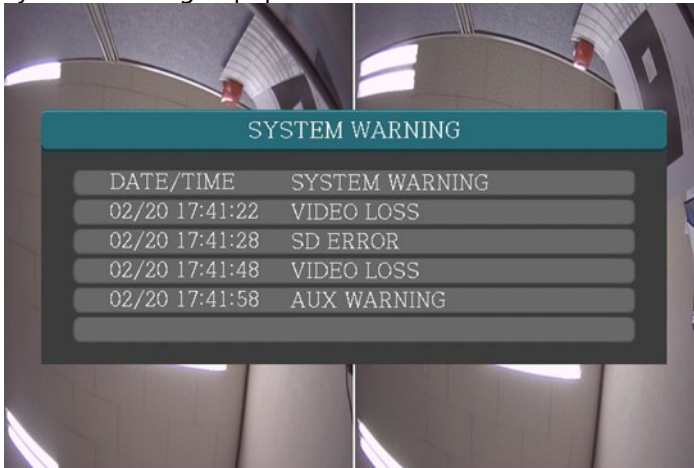 SYSTEM WARNING
DATE/TIME SYSTEM WARNING
02/20 17:41:22 VIDEO LOSS
02/20 17:41:28 SD ERROR
02/20 17:41:48 VIDEO LOSS
02/20 17:41:58 AUX WARNING